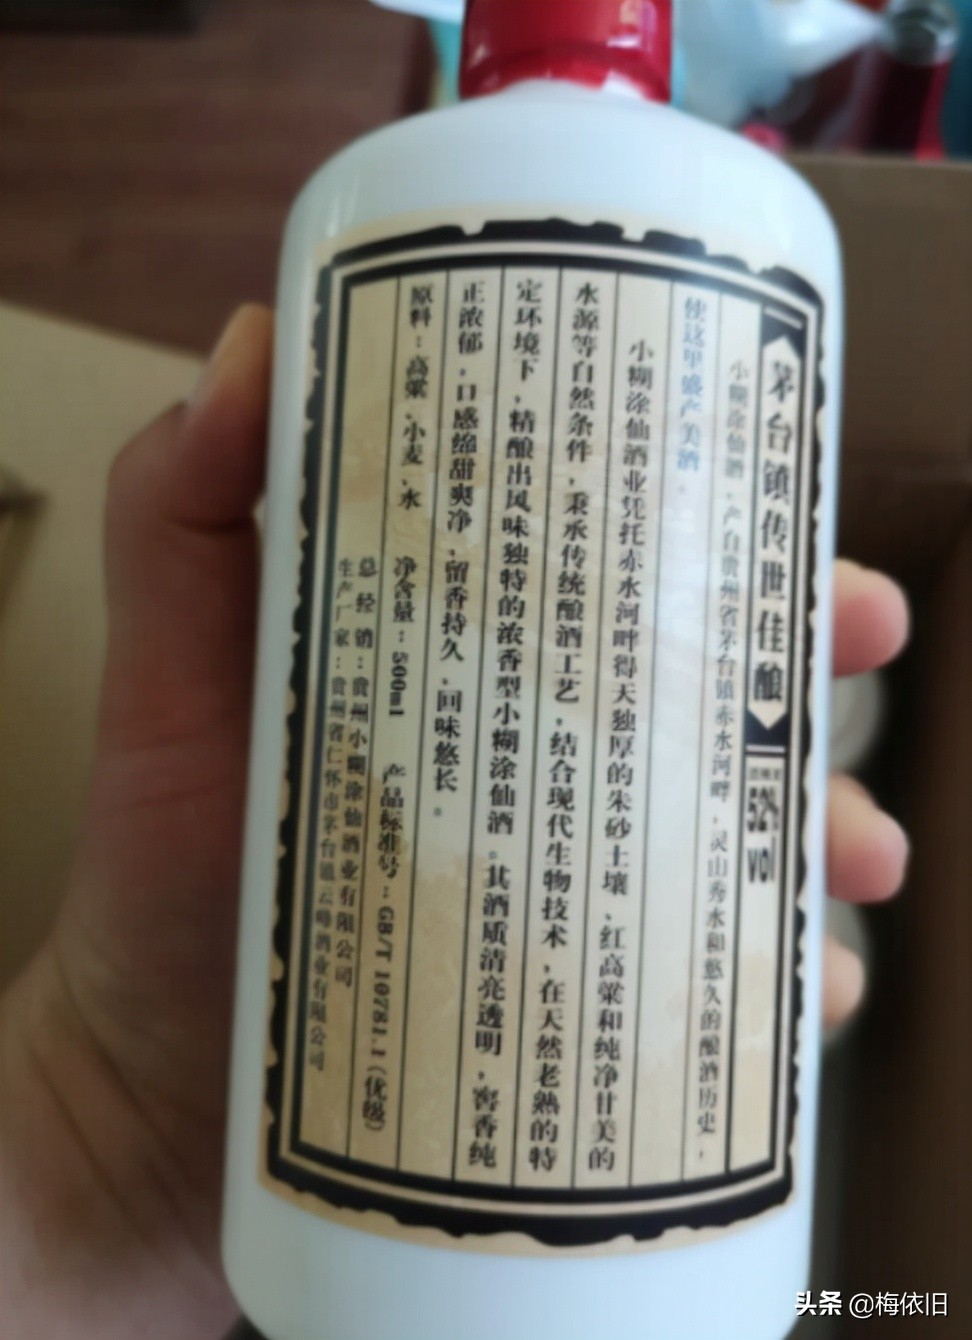 茅台镇传世佳酿
52%
vol
小糊涂仙酒,产自贵州省茅台镇赤水河畔,灵山秀水和悠久的酿酒历史,
使这里盛产美酒。
小糊涂仙酒业凭托赤水河畔得天独厚的朱砂土壤、红高粱和纯净甘美的
水源等自然条件,秉承传统酿酒工艺,结合现代生物技术,在天然老熟的特
定环境下,精酿出风味独特的浓香型小糊涂仙酒。其酒质清亮透明,窖香纯
正浓郁,口感绵甜爽净,留香持久,回味悠长。
原料:高粱、小麦、水 净含量:500ml 产品标准号:GB/T 10781.1(优级)
总经销:贵州小糊涂仙酒业有限公司
生产厂家:贵州省仁怀市茅台镇云峰酒业有限公司
头条 @梅依旧